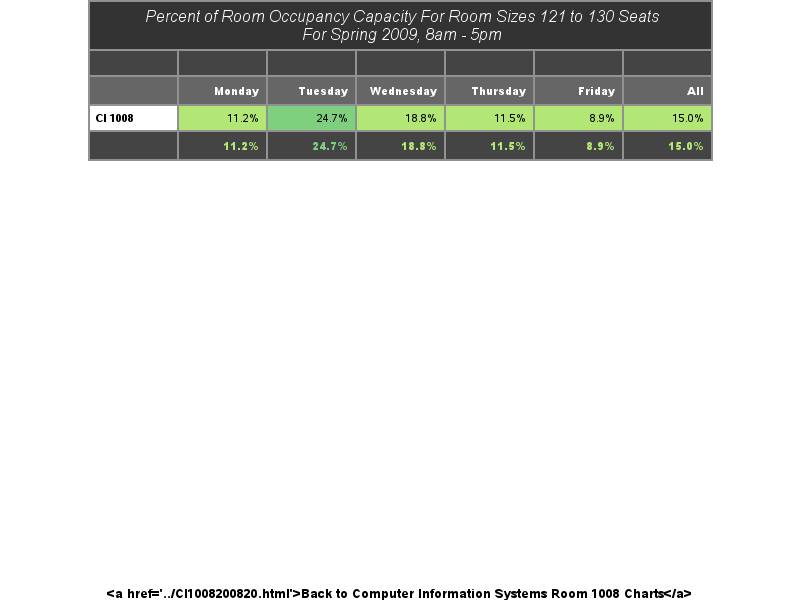 Percent of Room Occupancy Capacity For Room Sizes 121 to 130 Seats
For Spring 2009, 8am - 5pm
Monday Tuesday Wednesday Thursday Friday All
CI 1008 11.2% 24.7% 18.8% 11.5% 8.9% 15.0%
11.2% 24.7% 18.8% 11.5% 8.9% 15.0%
<a href='../CI1008200820.html'>Back to Computer Information Systems Room 1008 Charts</a>